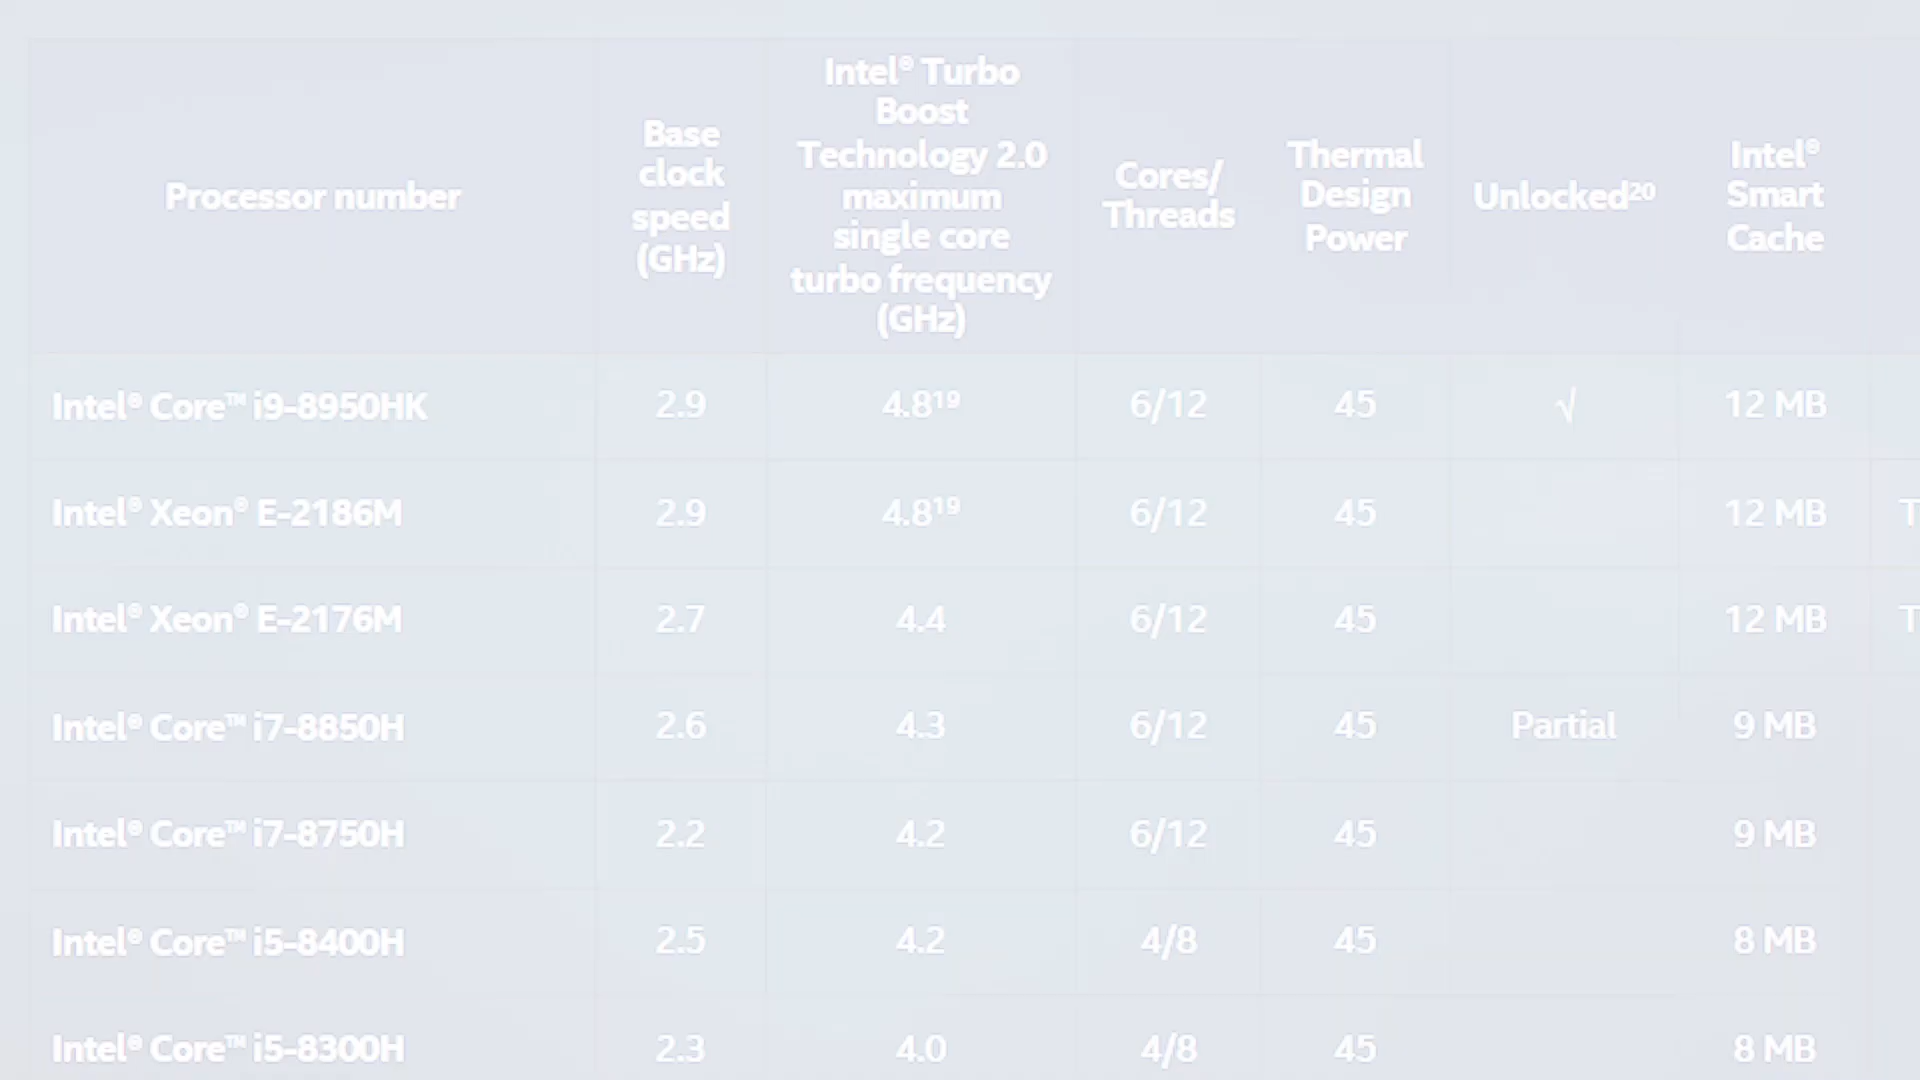 Processor number
Base
clock
speed
(GHz)
Intel® Turbo
Boost
Technology 2.0
maximum
single core
turbo frequency
(GHz)
Cores/
Threads
Thermal
Design
Power
Unlocked²⁰
Intel®
Smart
Cache
Intel® Core™ i9-8950HK 2.9 4.8¹⁹ 6/12 45 √ 12 MB
Intel® Xeon® E-2186M 2.9 4.8¹⁹ 6/12 45 12 MB T
Intel® Xeon® E-2176M 2.7 4.4 6/12 45 12 MB T
Intel® Core™ i7-8850H 2.6 4.3 6/12 45 Partial 9 MB
Intel® Core™ i7-8750H 2.2 4.2 6/12 45 9 MB
Intel® Core™ i5-8400H 2.5 4.2 4/8 45 8 MB
Intel® Core™ i5-8300H 2.3 4.0 4/8 45 8 MB